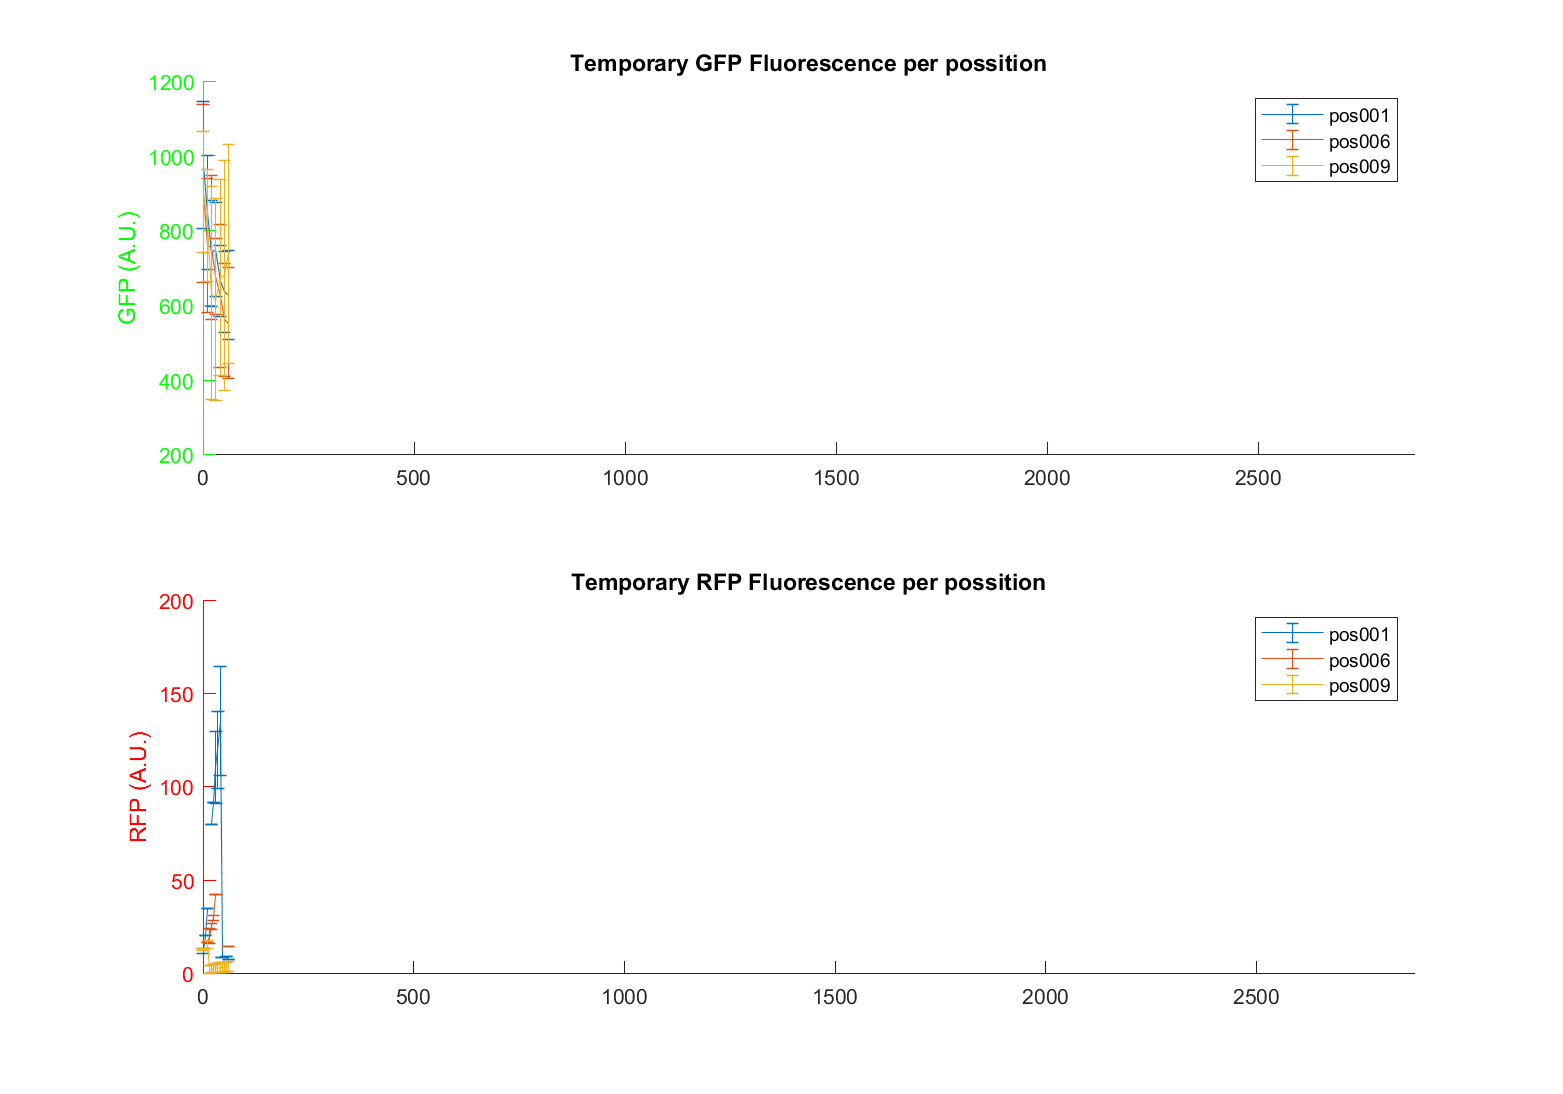 Temporary GFP Fluorescence per possition
1200
1000
800
600
400
200
GFP (A.U.)
pos001
pos006
pos009
0 500 1000 1500 2000 2500
Temporary RFP Fluorescence per possition
200
150
100
50
0
RFP (A.U.)
pos001
pos006
pos009
0 500 1000 1500 2000 2500